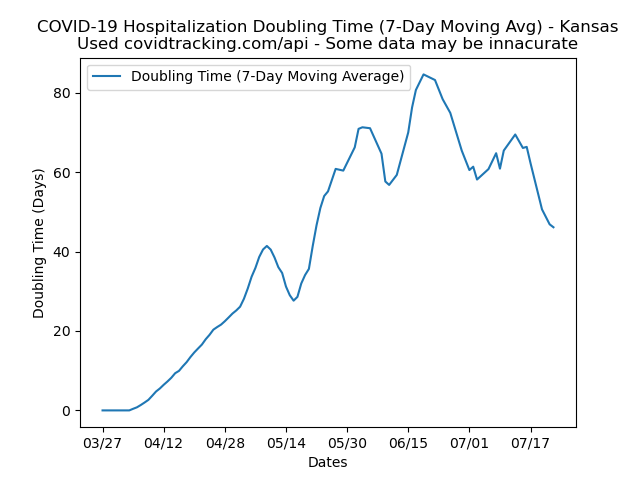 COVID-19 Hospitalization Doubling Time (7-Day Moving Avg) - Kansas
Used covidtracking.com/api - Some data may be innacurate
Doubling Time (7-Day Moving Average)
Doubling Time (Days)
80
60
40
20
0
03/27 04/12 04/28 05/14 05/30 06/15 07/01 07/17
Dates